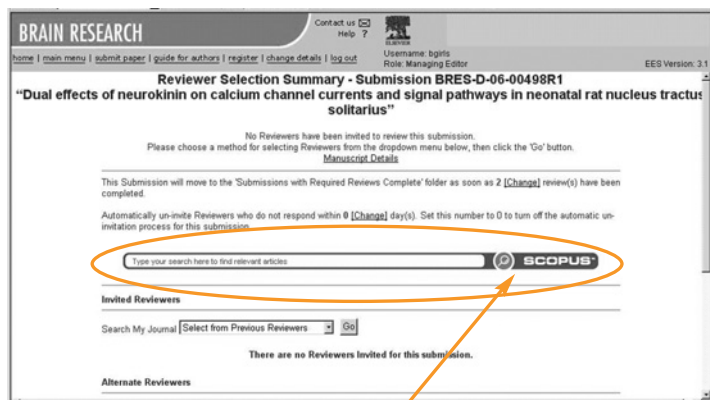 BRAIN RESEARCH
Contact us
Help ?
ELSEVIER
home | main menu | submit paper | guide for authors | register | change details | log out
Username: bgirls
Role: Managing Editor
EES Version: 3.1
Reviewer Selection Summary - Submission BRES-D-06-00498R1
“Dual effects of neurokinin on calcium channel currents and signal pathways in neonatal rat nucleus tractus
solitarius”
No Reviewers have been invited to review this submission.
Please choose a method for selecting Reviewers from the dropdown menu below, then click the 'Go' button.
Manuscript Details
This Submission will move to the 'Submissions with Required Reviews Complete' folder as soon as 2 [Change] review(s) have been
completed.
Automatically un-invite Reviewers who do not respond within 0 [Change] day(s). Set this number to 0 to turn off the automatic un-
invitation process for this submission.
Type your search here to find relevant articles
SCOPUS
Invited Reviewers
Search My Journal Select from Previous Reviewers Go
There are no Reviewers Invited for this submission.
Alternate Reviewers